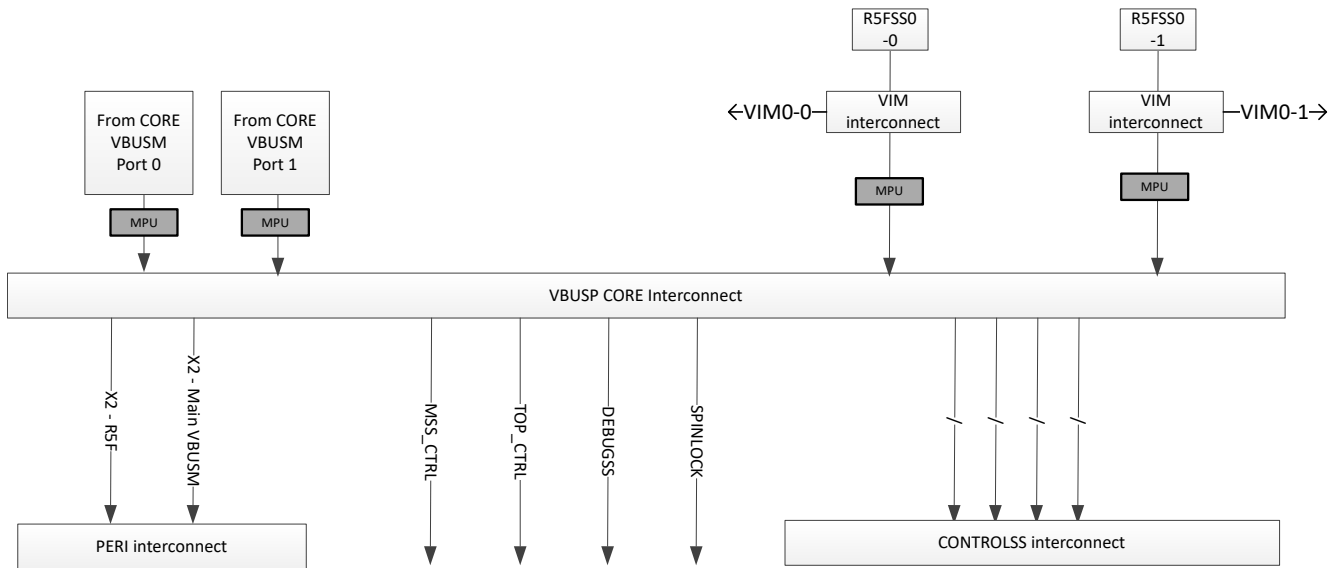 R5FSS0
-0
R5FSS0
-1
From CORE
VBUSM
Port 0
From CORE
VBUSM
Port 1
VIM0-0
VIM
interconnect
VIM
interconnect
VIM0-1
MPU
MPU
MPU
MPU
VBUSP CORE Interconnect
X2 - R5F
X2 - Main VBUSM
MSS_CTRL
TOP_CTRL
DEBUGSS
SPINLOCK
/
/
/
/
PERI interconnect
CONTROLSS interconnect